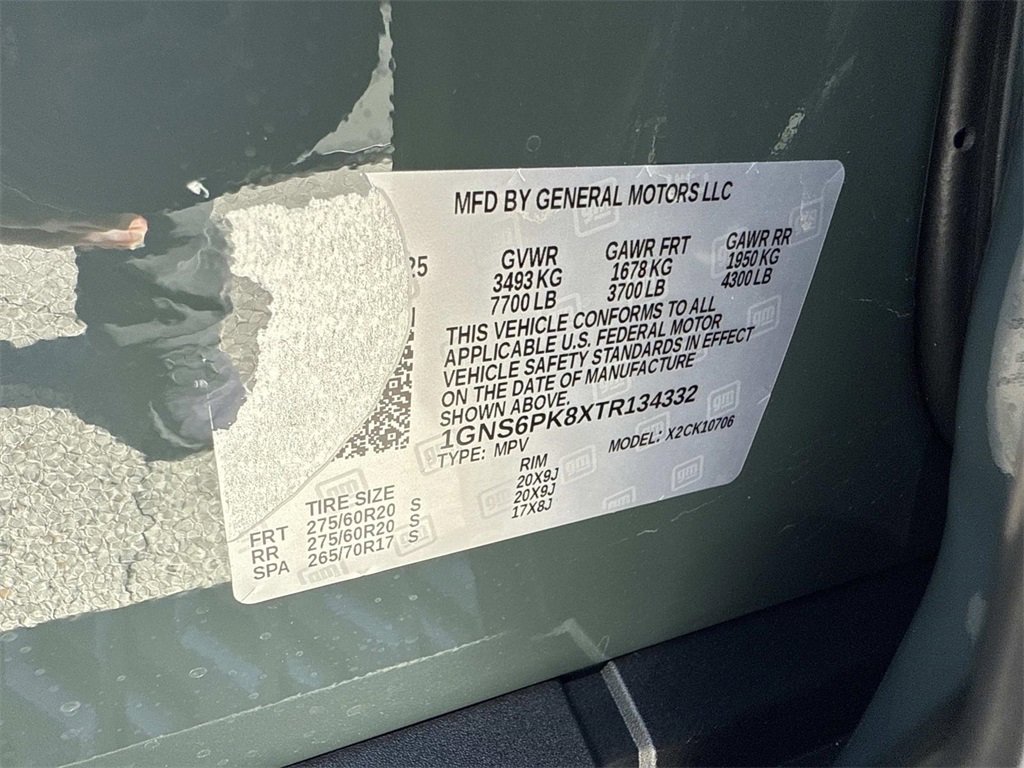 MFD BY GENERAL MOTORS LLC
25
GVWR GAWR FRT GAWR RR
3493 KG 1678 KG 1950 KG
7700 LB 3700 LB 4300 LB
THIS VEHICLE CONFORMS TO ALL
APPLICABLE U.S. FEDERAL MOTOR
VEHICLE SAFETY STANDARDS IN EFFECT
ON THE DATE OF MANUFACTURE
SHOWN ABOVE.
1GNS6PK8XTR134332
TYPE: MPV MODEL: X2CK10706
TIRE SIZE RIM
FRT 275/60R20 S 20X9J
RR 275/60R20 S 20X9J
SPA 265/70R17 S 17X8J
gm